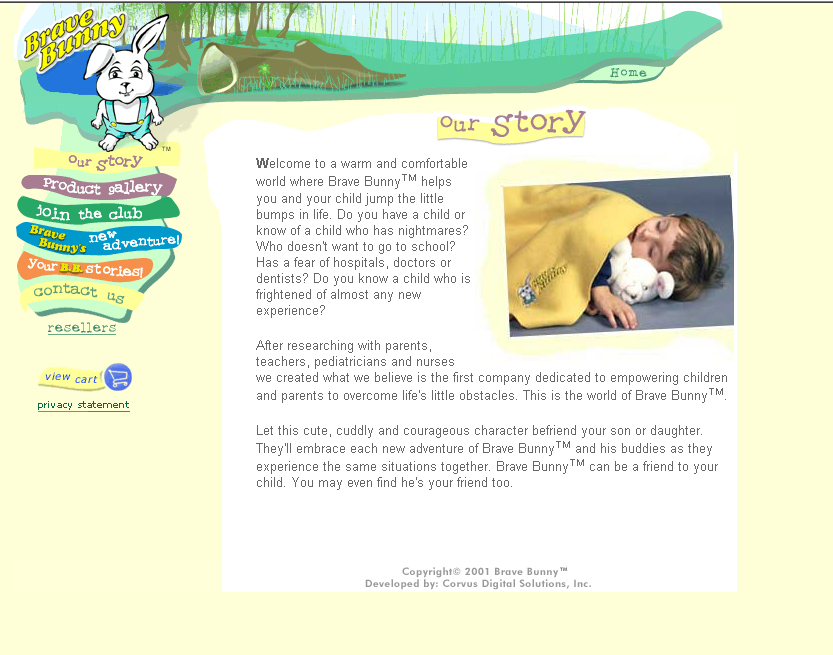 Brave
Bunny™
Home
our story
our story
product gallery
join the club
Brave Bunny's new adventure!
your B.B. stories!
contact us
resellers
view cart
privacy statement
Welcome to a warm and comfortable
world where Brave Bunny™ helps
you and your child jump the little
bumps in life. Do you have a child or
know of a child who has nightmares?
Who doesn't want to go to school?
Has a fear of hospitals, doctors or
dentists? Do you know a child who is
frightened of almost any new
experience?
After researching with parents,
teachers, pediatricians and nurses
we created what we believe is the first company dedicated to empowering children
and parents to overcome life's little obstacles. This is the world of Brave Bunny™.
Let this cute, cuddly and courageous character befriend your son or daughter.
They'll embrace each new adventure of Brave Bunny™ and his buddies as they
experience the same situations together. Brave Bunny™ can be a friend to your
child. You may even find he's your friend too.
Copyright© 2001 Brave Bunny™
Developed by: Corvus Digital Solutions, Inc.